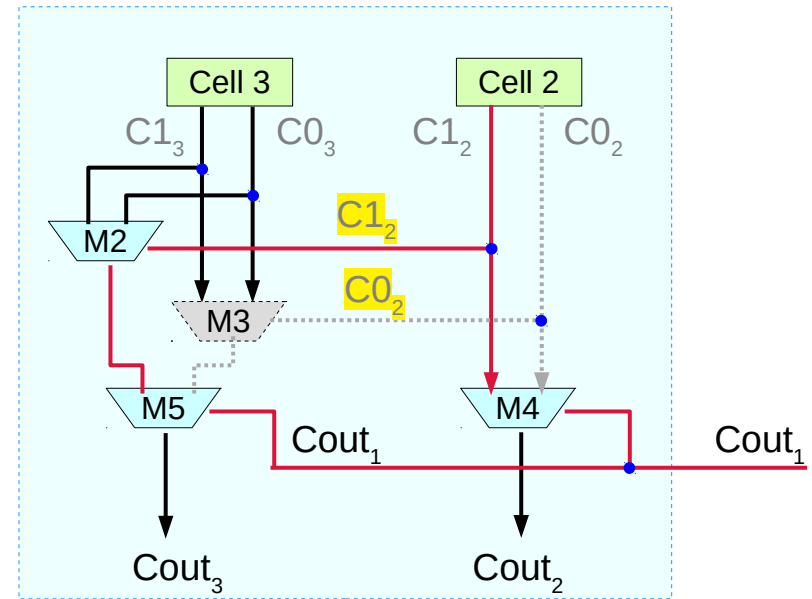 Cell 3
Cell 2
C1₃
C0₃
C1₂
C0₂
C1₂
M2
C0₂
M3
M5
M4
Cout₁
Cout₁
Cout₃
Cout₂